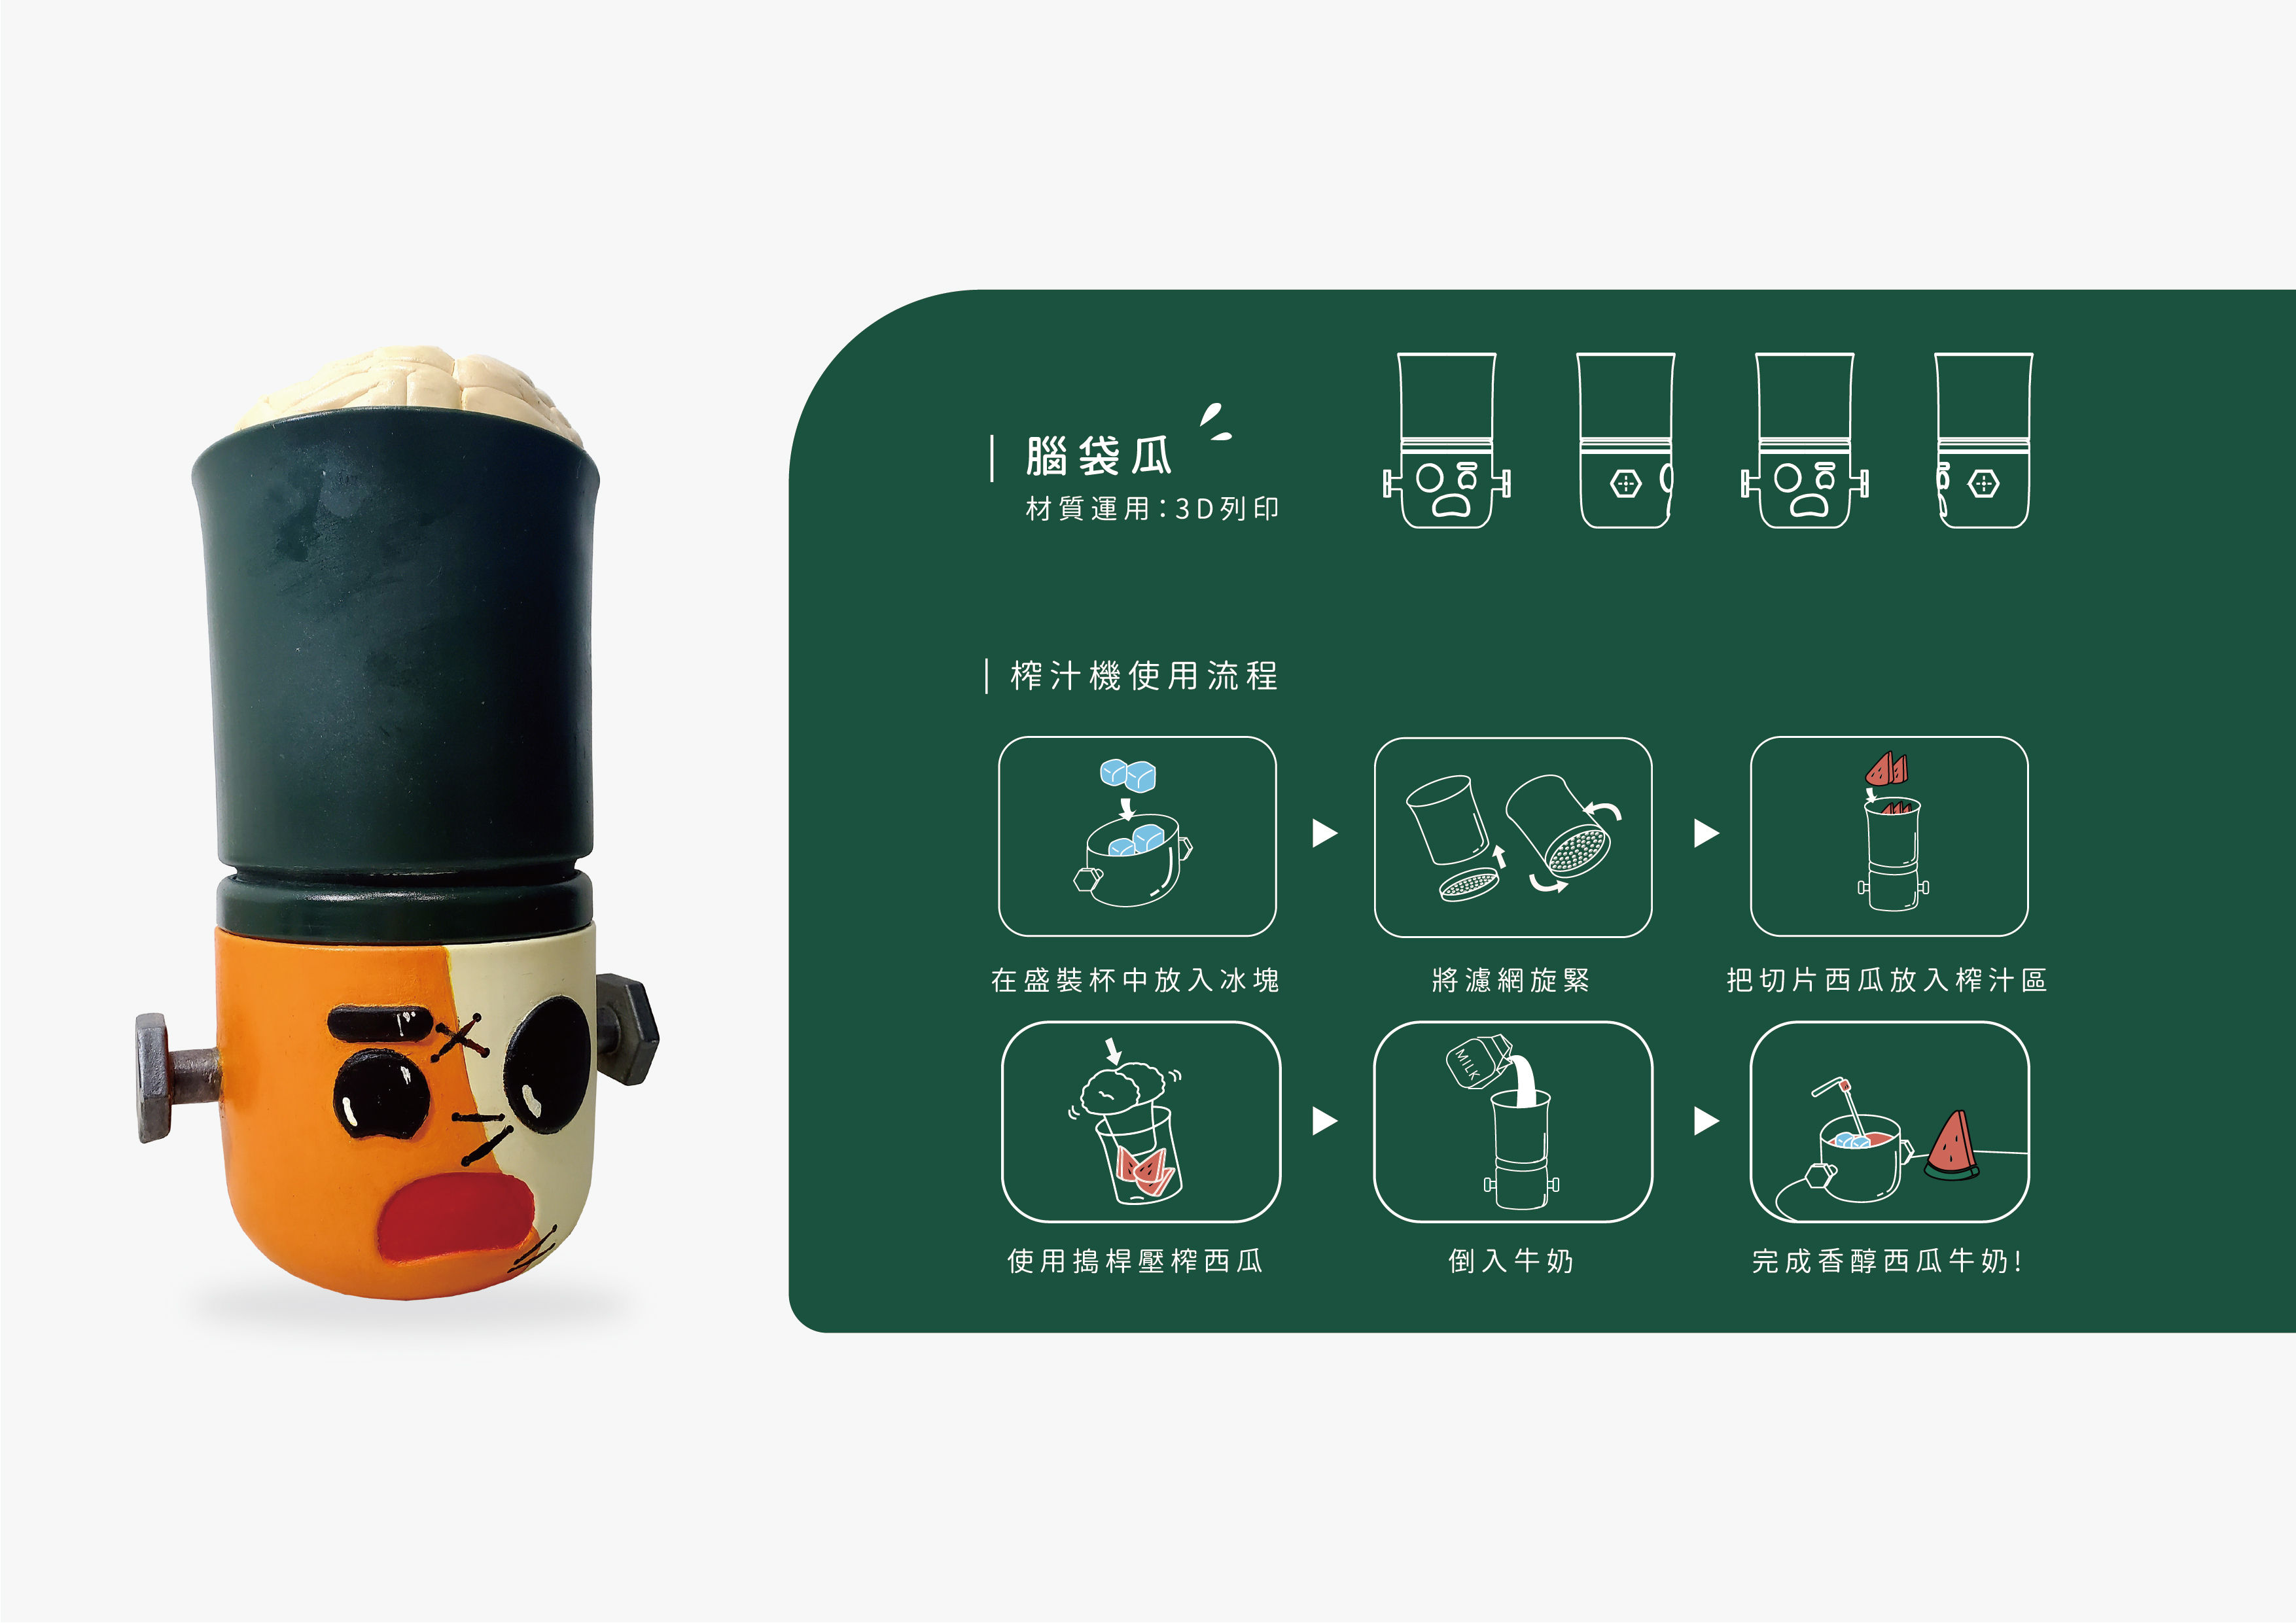 腦袋瓜
材質運用:3D列印
榨汁機使用流程
在盛裝杯中放入冰塊
將濾網旋緊
把切片西瓜放入榨汁區
MILK
使用搗桿壓榨西瓜
倒入牛奶
完成香醇西瓜牛奶!